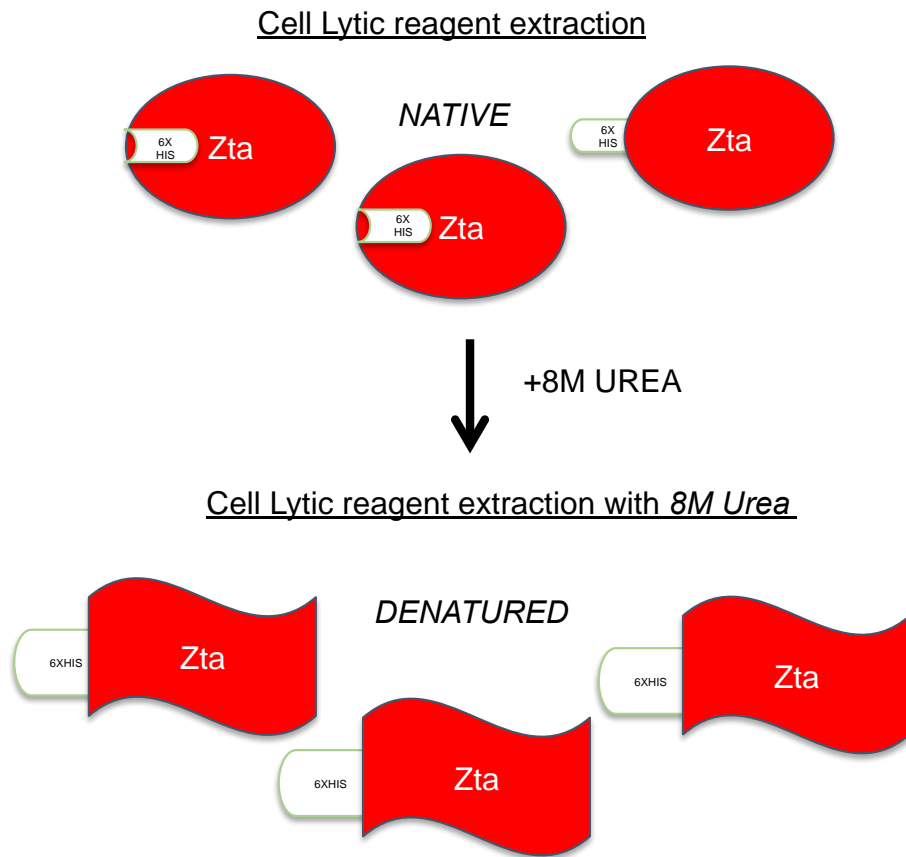 Cell Lytic reagent extraction
NATIVE
6X
HIS
Zta
6X
HIS
Zta
6X
HIS
Zta
+8M UREA
Cell Lytic reagent extraction with 8M Urea
DENATURED
6XHIS
Zta
6XHIS
Zta
6XHIS
Zta